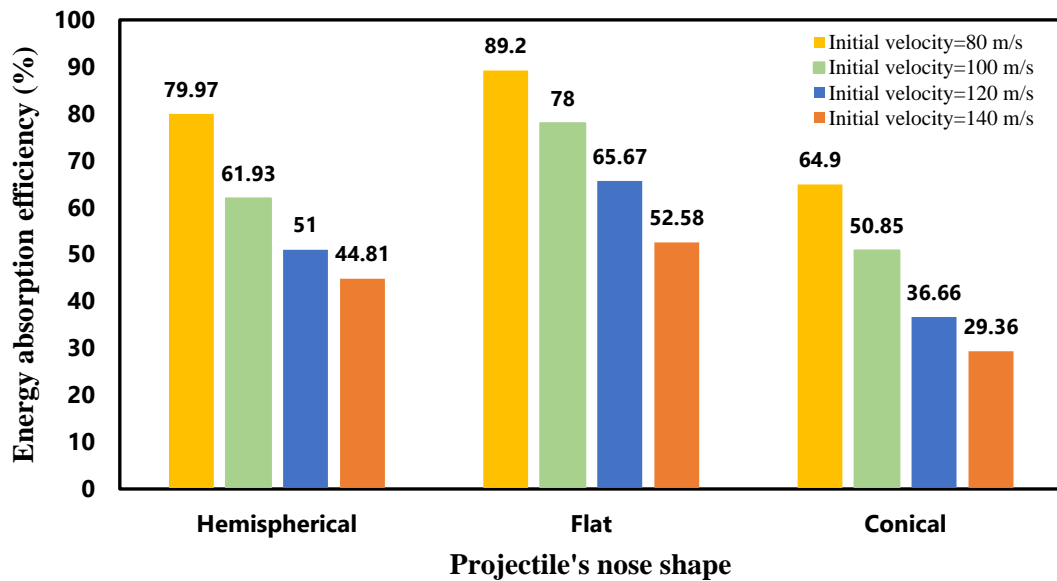 Energy absorption efficiency (%)
100
90
80
70
60
50
40
30
20
10
0
Initial velocity=80 m/s
Initial velocity=100 m/s
Initial velocity=120 m/s
Initial velocity=140 m/s
79.97
61.93
51
44.81
89.2
78
65.67
52.58
64.9
50.85
36.66
29.36
Hemispherical
Flat
Conical
Projectile's nose shape